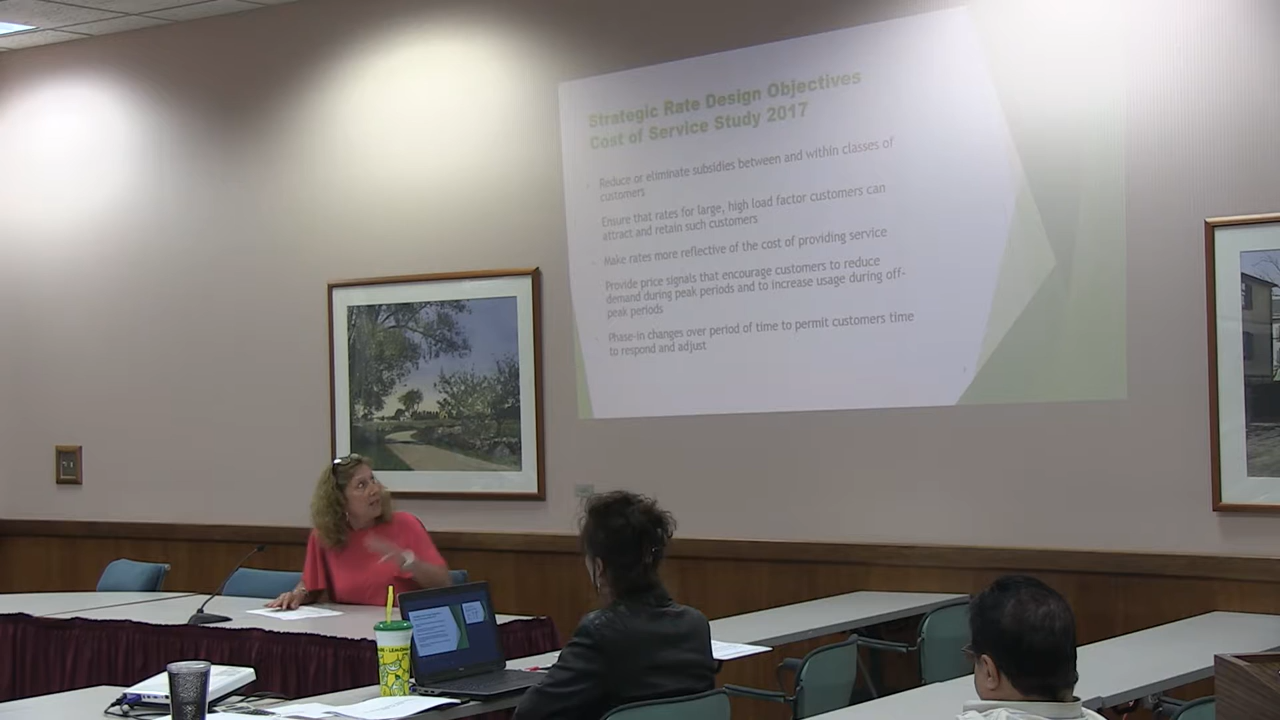 Strategic Rate Design Objectives
Cost of Service Study 2017
Reduce or eliminate subsidies between and within classes of
customers
Ensure that rates for large, high load factor customers can
attract and retain such customers
Make rates more reflective of the cost of providing service
Provide price signals that encourage customers to reduce
demand during peak periods and to increase usage during off-
peak periods
Phase-in changes over period of time to permit customers time
to respond and adjust